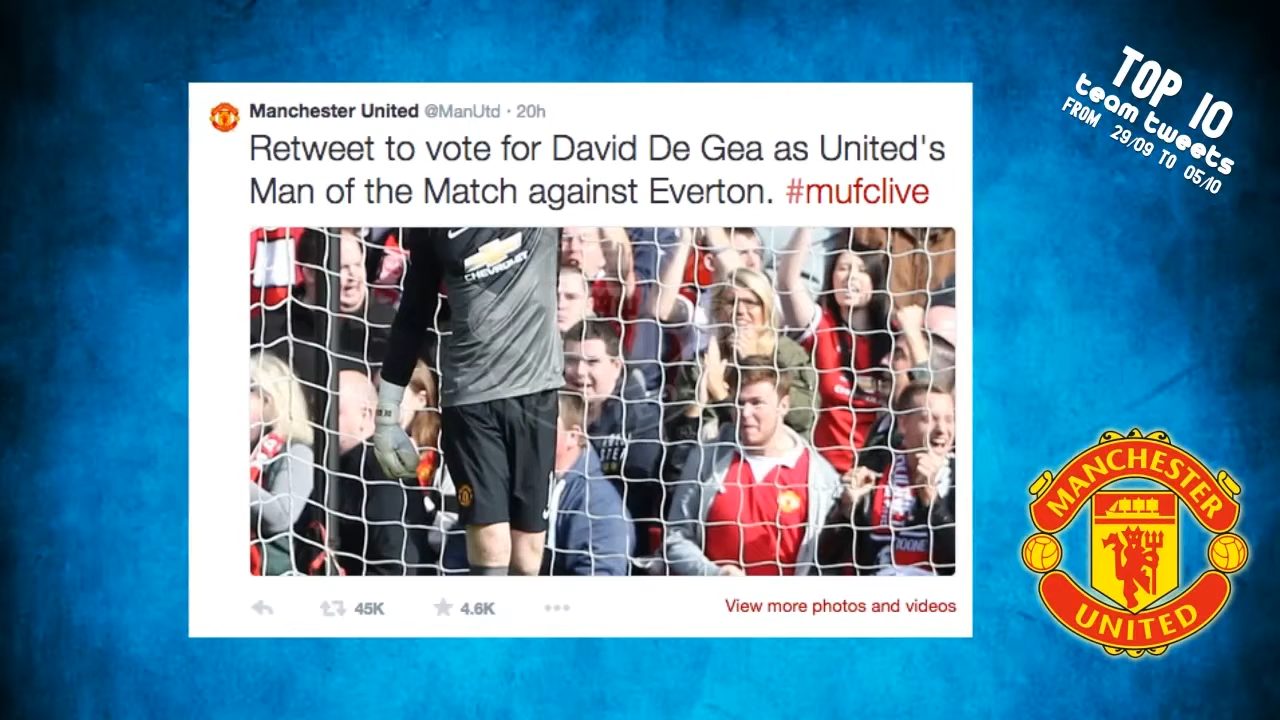 TOP 10
team tweets
FROM 29/09 TO 05/10
Manchester United @ManUtd · 20h
Retweet to vote for David De Gea as United's
Man of the Match against Everton. #mufclive
CHEVROLET
ROONEY
45K
4.6K
View more photos and videos
MANCHESTER
UNITED